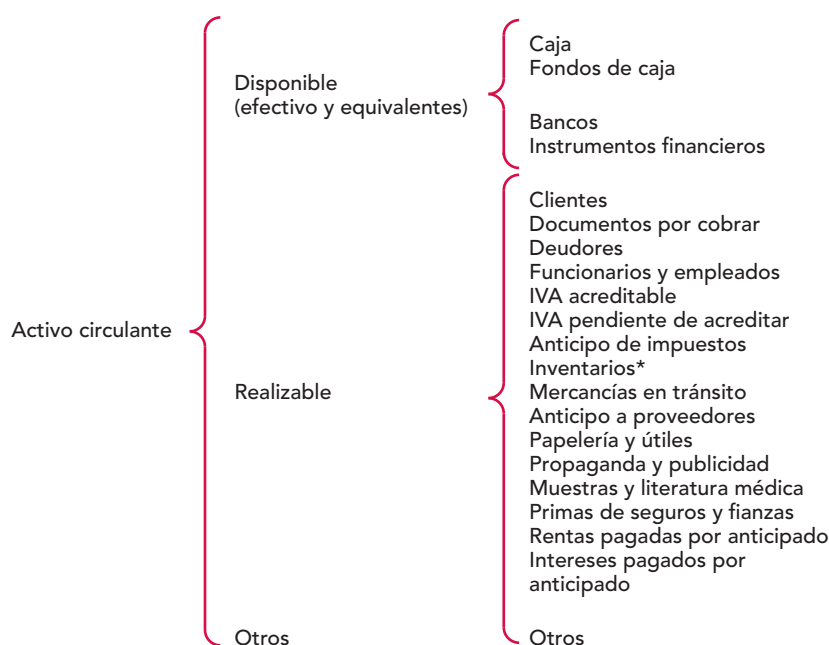 Activo circulante
Disponible
(efectivo y equivalentes)
Caja
Fondos de caja
Bancos
Instrumentos financieros
Realizable
Clientes
Documentos por cobrar
Deudores
Funcionarios y empleados
IVA acreditable
IVA pendiente de acreditar
Anticipo de impuestos
Inventarios*
Mercancías en tránsito
Anticipo a proveedores
Papelería y útiles
Propaganda y publicidad
Muestras y literatura médica
Primas de seguros y fianzas
Rentas pagadas por anticipado
Intereses pagados por
anticipado
Otros
Otros